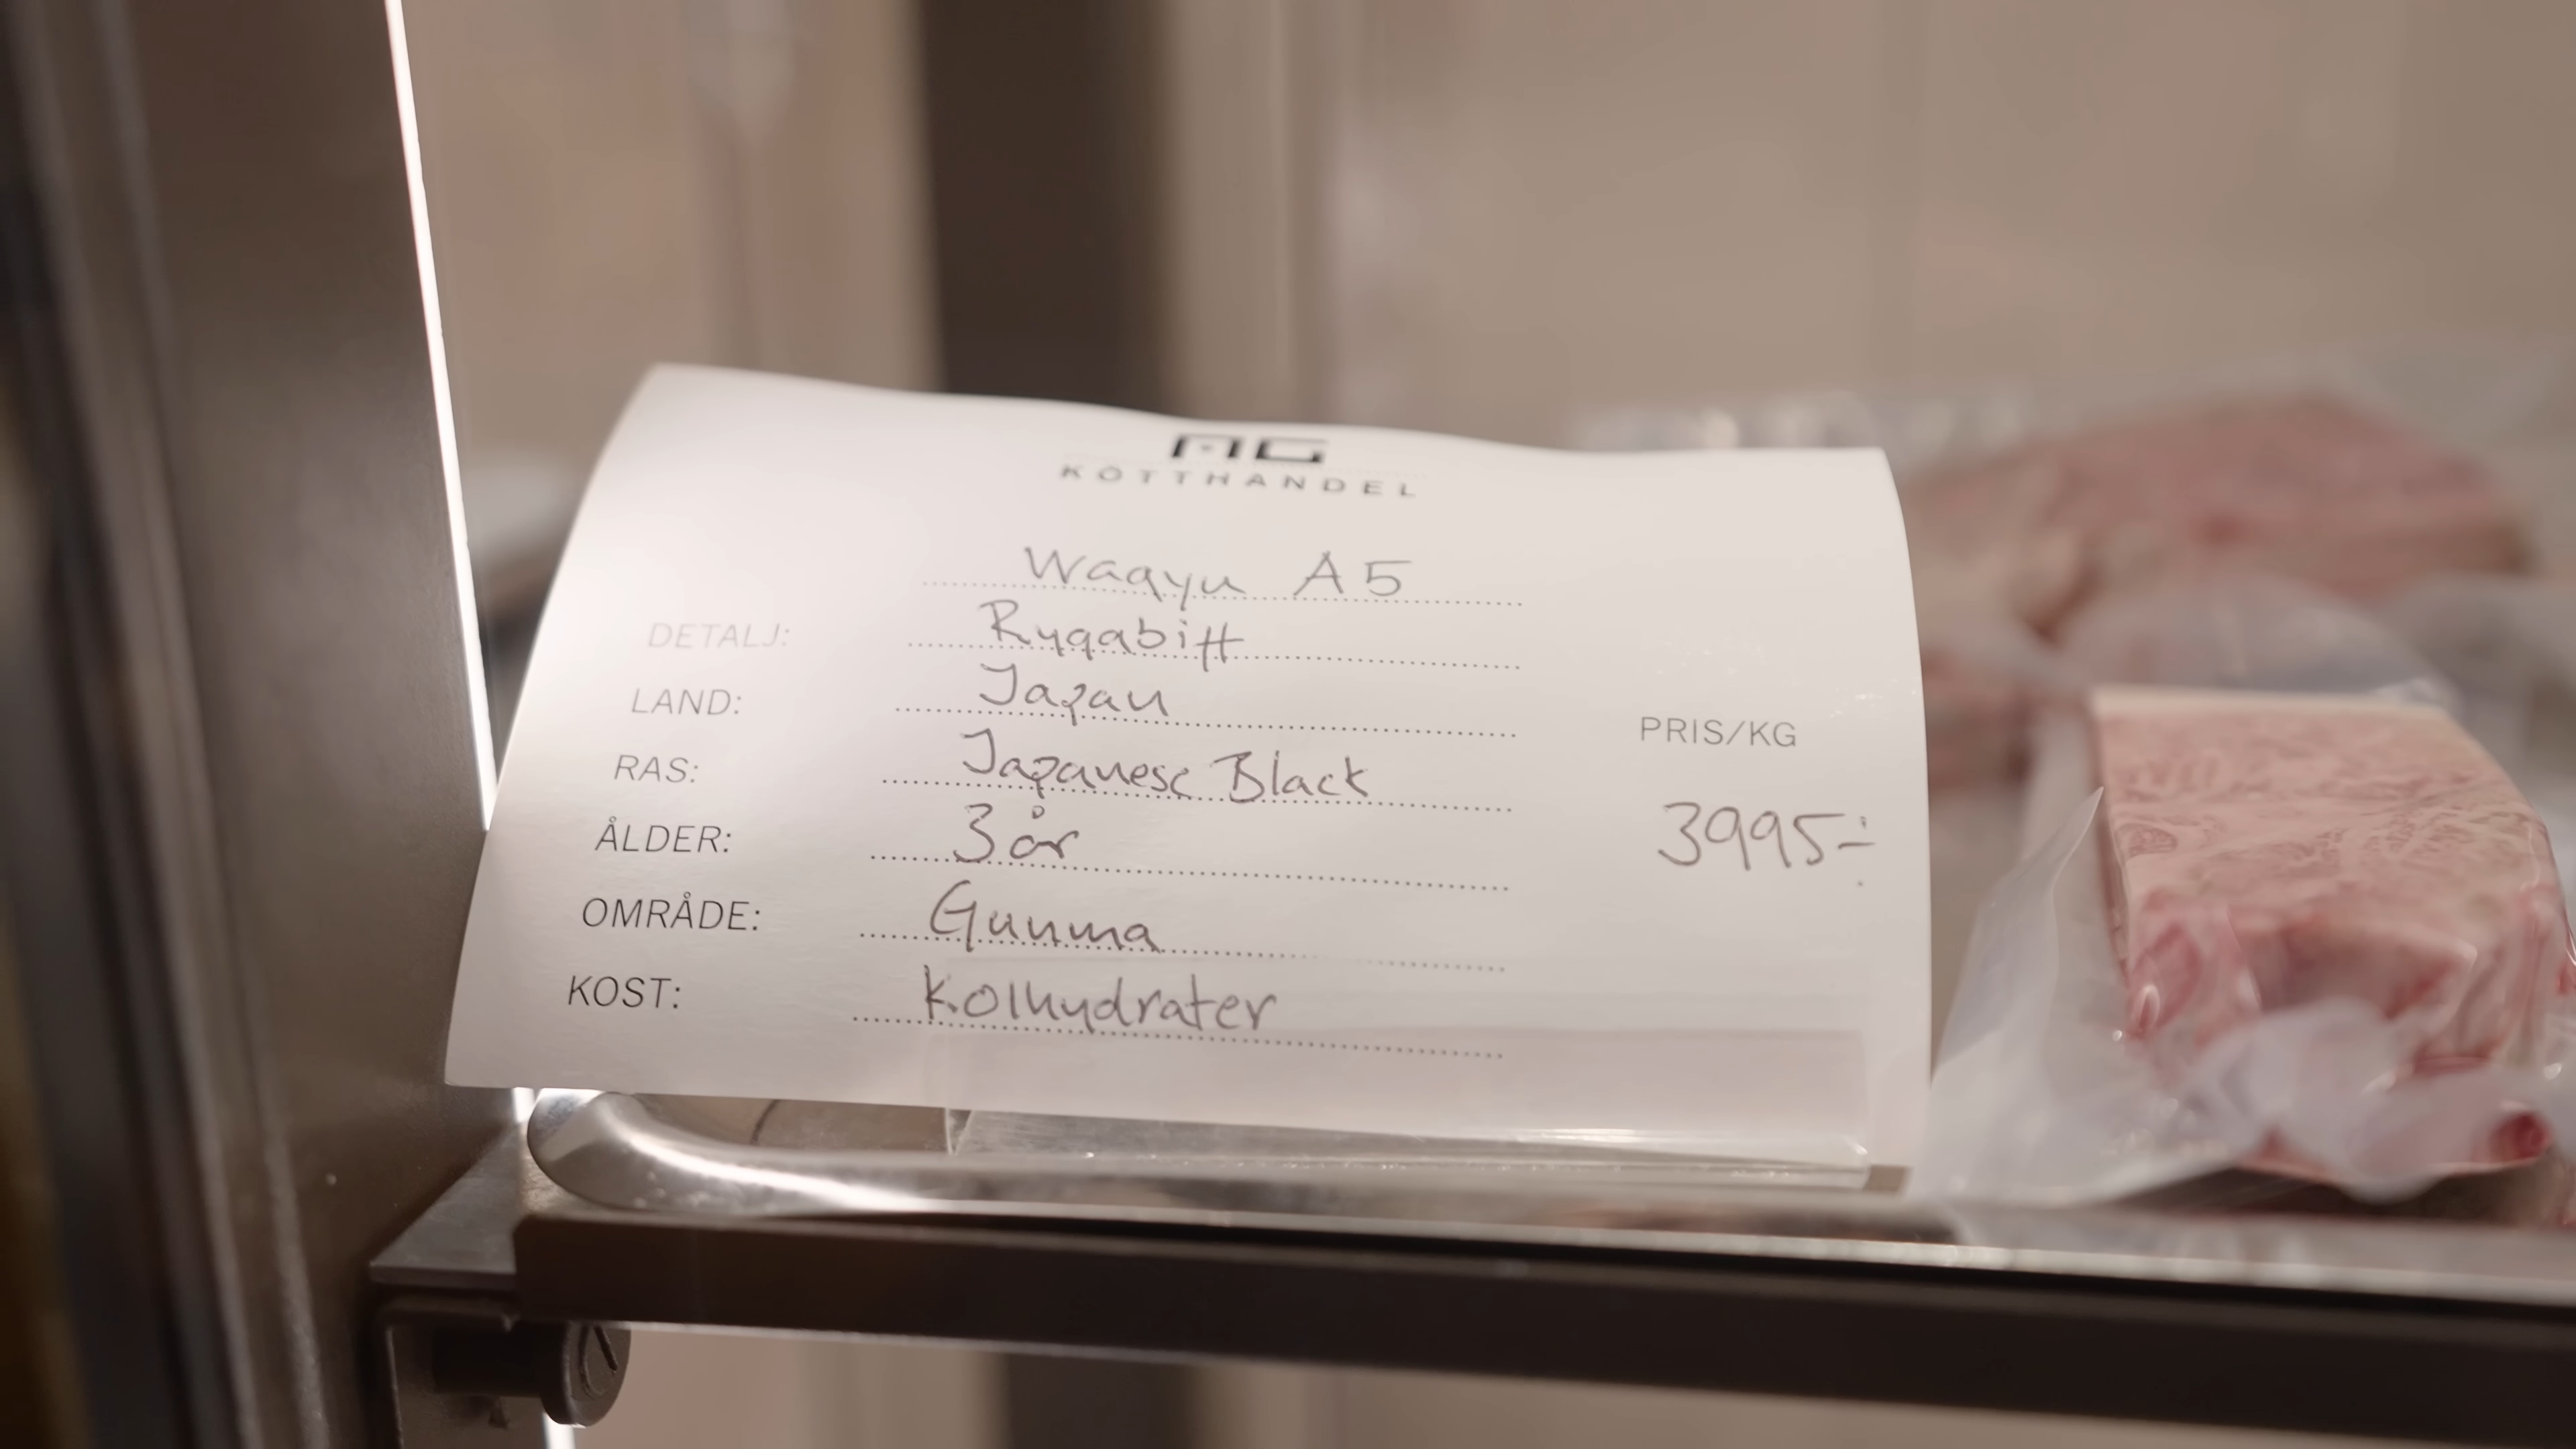 AG
KÖTTHANDEL
Wagyu A5
DETALJ: Ryggabiff
LAND: Japan
RAS: Japanese Black
ÅLDER: 3 år
OMRÅDE: Gunma
KOST: Kolhydrater
PRIS/KG
3995:-